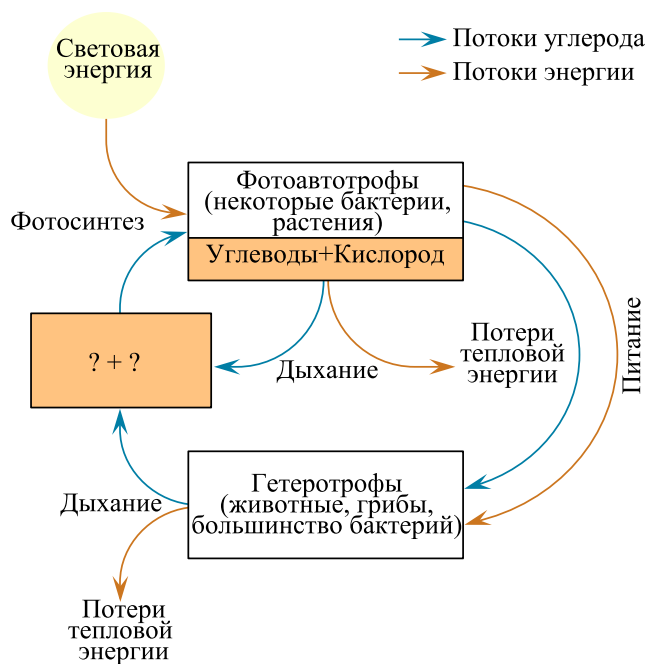 Световая
энергия
Потоки углерода
Потоки энергии
Фотоавтотрофы
(некоторые бактерии,
растения)
Углеводы+Кислород
Фотосинтез
? + ?
Дыхание
Потери
тепловой
энергии
Питание
Гетеротрофы
(животные, грибы,
большинство бактерий)
Дыхание
Потери
тепловой
энергии